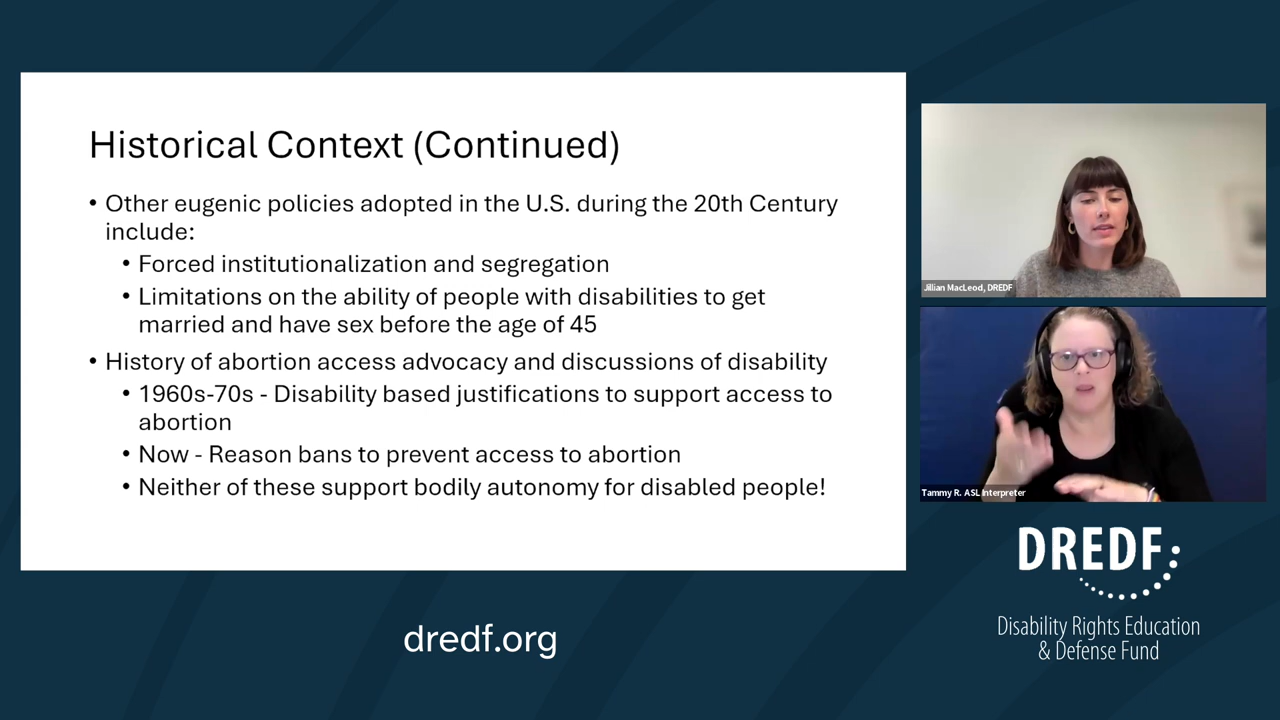 Historical Context (Continued)
• Other eugenic policies adopted in the U.S. during the 20th Century
include:
• Forced institutionalization and segregation
• Limitations on the ability of people with disabilities to get
married and have sex before the age of 45
• History of abortion access advocacy and discussions of disability
• 1960s-70s - Disability based justifications to support access to
abortion
• Now - Reason bans to prevent access to abortion
• Neither of these support bodily autonomy for disabled people!
Jillian MacLeod, DREDF
Tammy R. ASL Interpreter
DREDF
Disability Rights Education
& Defense Fund
dredf.org